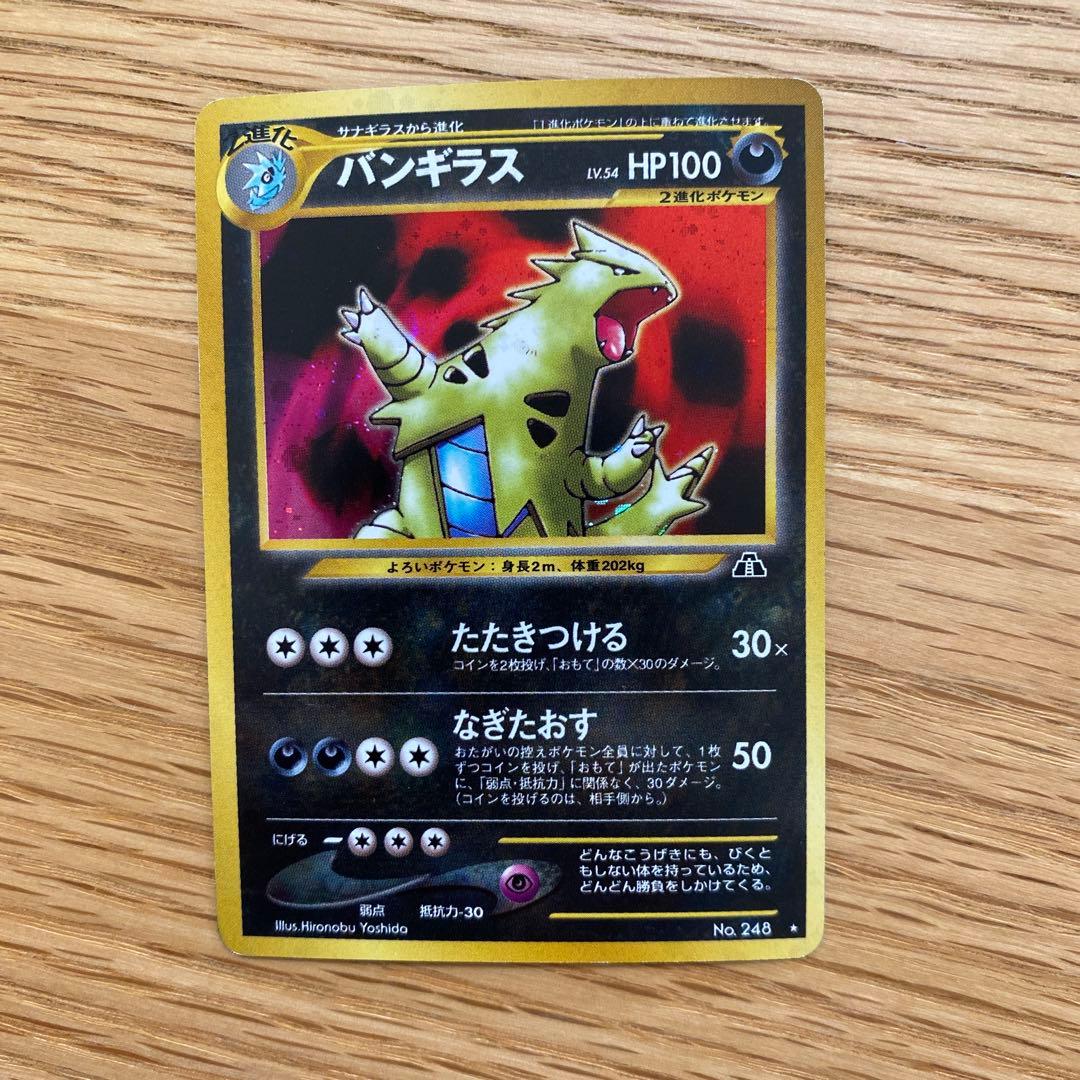 2進化
サナギラスから進化
「1進化ポケモン」の上に重ねて進化させます。
バンギラス LV.54 HP100
2進化ポケモン
よろいポケモン：身長2m、体重202kg
たたきつける 30×
コインを2枚投げ、「おもて」の数×30のダメージ。
なぎたおす 50
おたがいの控えポケモン全員に対して、1枚
ずつコインを投げ、「おもて」が出たポケモン
に、「弱点・抵抗力」に関係なく、30ダメージ。
（コインを投げるのは、相手側から。）
にげる
弱点 抵抗力-30
どんなこうげきにも、びくと
もしない体を持っているため、
どんどん勝負をしかけてくる。
Illus.Hironobu Yoshida
No. 248 ★